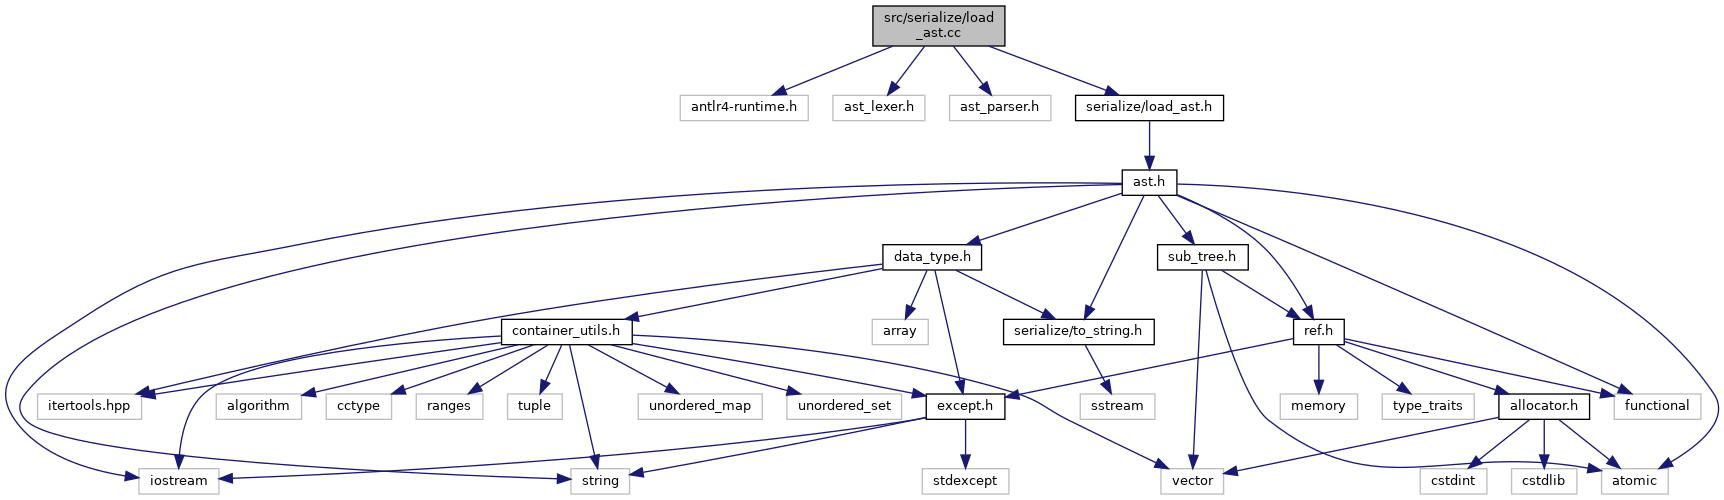 src/serialize/load
_ast.cc
antlr4-runtime.h
ast_lexer.h
ast_parser.h
serialize/load_ast.h
ast.h
data_type.h
sub_tree.h
container_utils.h
array
serialize/to_string.h
ref.h
itertools.hpp
algorithm
cctype
ranges
tuple
unordered_map
unordered_set
except.h
sstream
memory
type_traits
allocator.h
functional
iostream
string
stdexcept
vector
cstdint
cstdlib
atomic